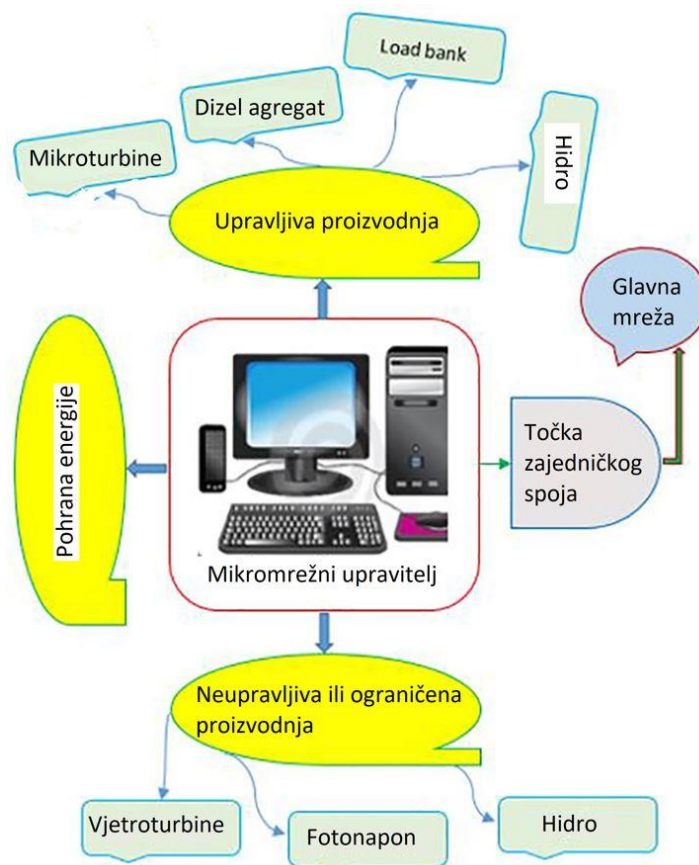 Load bank
Dizel agregat
Mikroturbine
Hidro
Upravljiva proizvodnja
Glavna
mreža
Pohrana energije
Točka
zajedničkog
spoja
Mikromrežni upravitelj
Neupravljiva ili ograničena
proizvodnja
Vjetroturbine
Fotonapon
Hidro